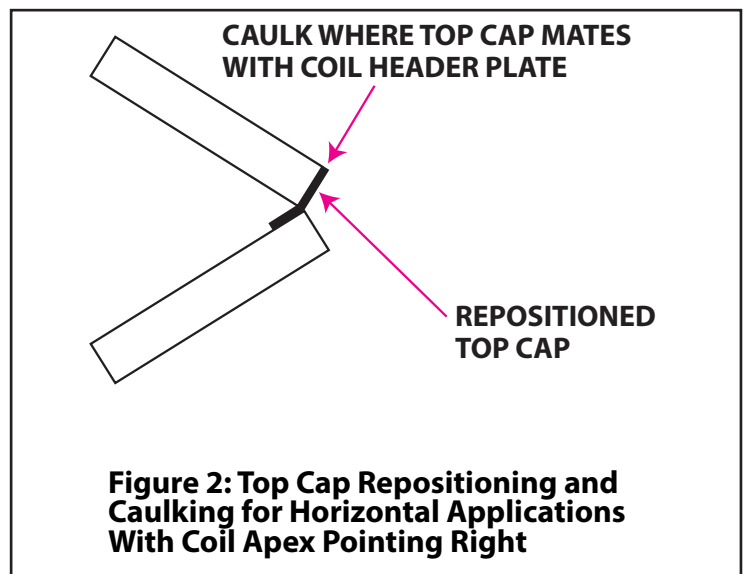 CAULK WHERE TOP CAP MATES
WITH COIL HEADER PLATE
REPOSITIONED
TOP CAP
Figure 2: Top Cap Repositioning and
Caulking for Horizontal Applications
With Coil Apex Pointing Right